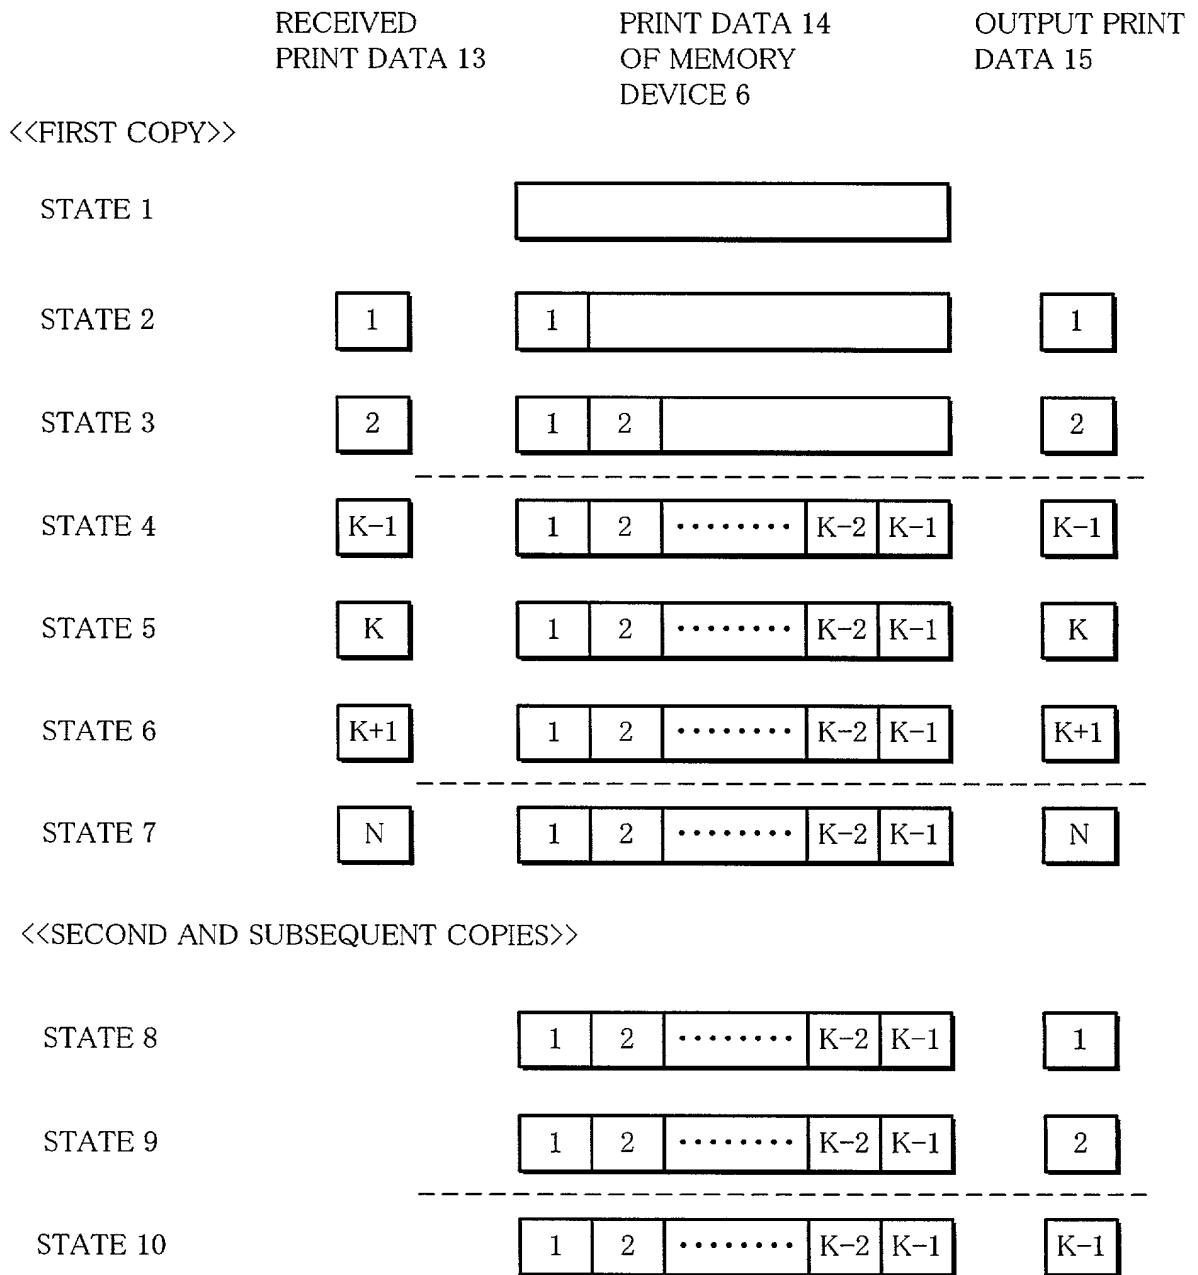 RECEIVED PRINT DATA 13
PRINT DATA 14 OF MEMORY DEVICE 6
OUTPUT PRINT DATA 15
<<FIRST COPY>>
STATE 1
STATE 2 1 1 1
STATE 3 2 1 2 2
STATE 4 K-1 1 2 ········ K-2 K-1 K-1
STATE 5 K 1 2 ········ K-2 K-1 K
STATE 6 K+1 1 2 ········ K-2 K-1 K+1
STATE 7 N 1 2 ········ K-2 K-1 N
<<SECOND AND SUBSEQUENT COPIES>>
STATE 8 1 2 ········ K-2 K-1 1
STATE 9 1 2 ········ K-2 K-1 2
STATE 10 1 2 ········ K-2 K-1 K-1